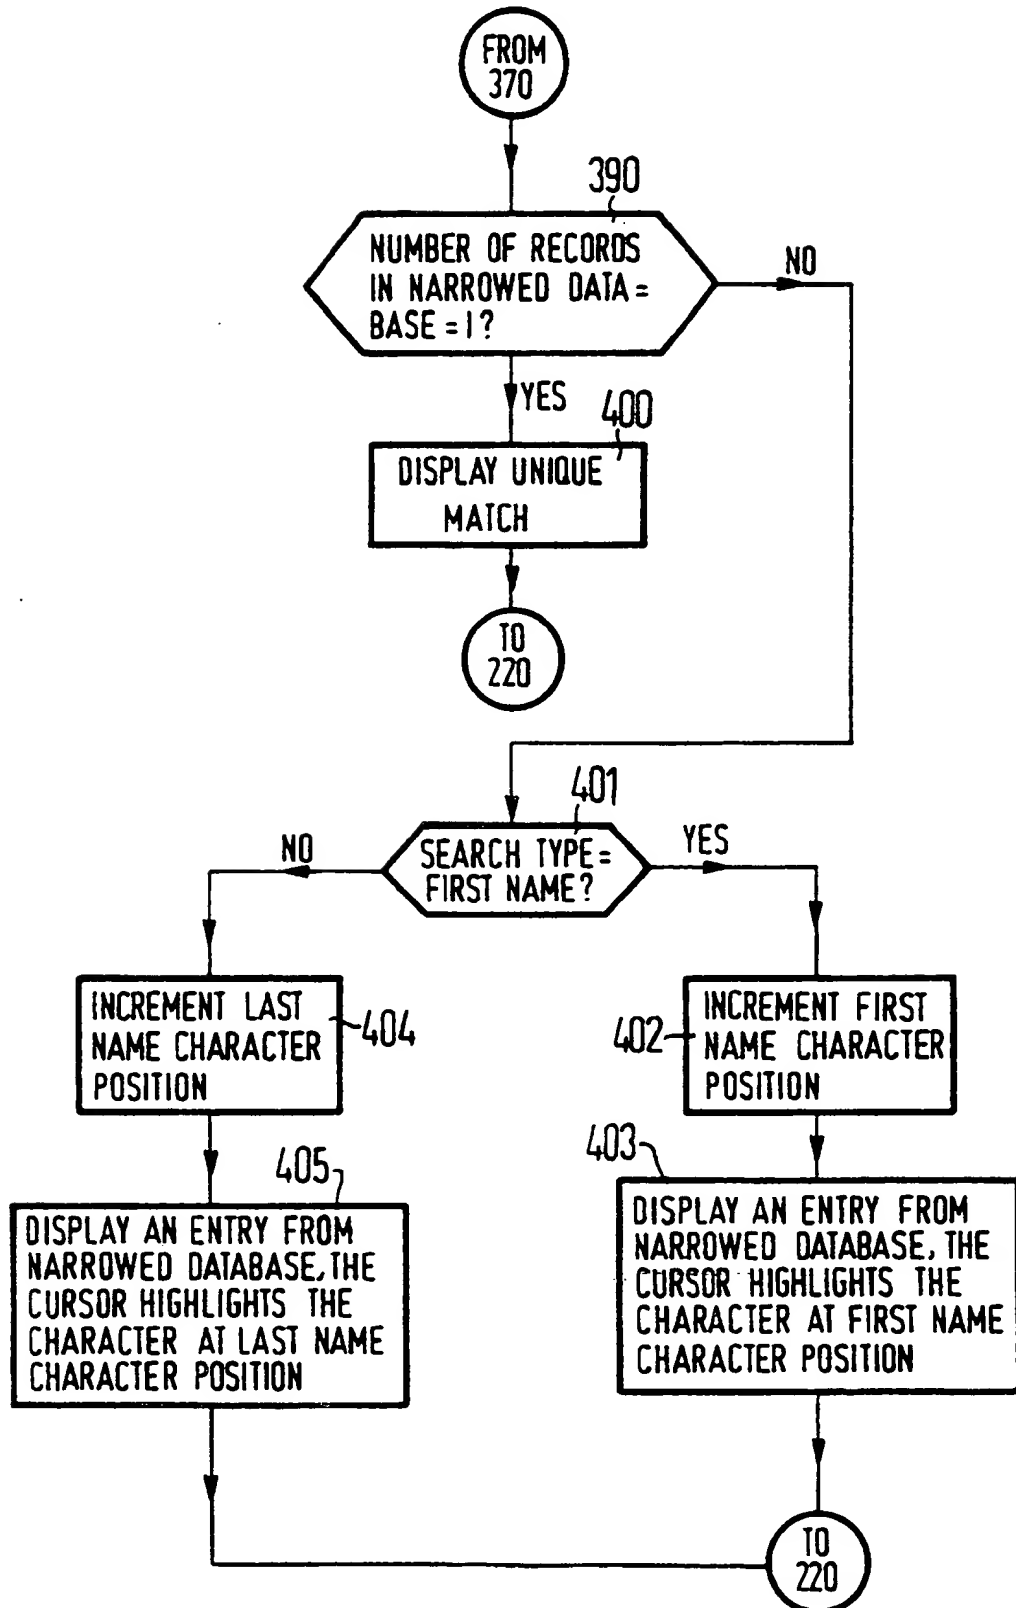 FROM
370
390
NUMBER OF RECORDS
IN NARROWED DATA=
BASE = 1?
NO
YES
400
DISPLAY UNIQUE
MATCH
TO
220
401
SEARCH TYPE=
FIRST NAME?
NO
YES
INCREMENT LAST
NAME CHARACTER
POSITION
404
402
INCREMENT FIRST
NAME CHARACTER
POSITION
405
DISPLAY AN ENTRY FROM
NARROWED DATABASE, THE
CURSOR HIGHLIGHTS THE
CHARACTER AT LAST NAME
CHARACTER POSITION
403
DISPLAY AN ENTRY FROM
NARROWED DATABASE, THE
CURSOR HIGHLIGHTS THE
CHARACTER AT FIRST NAME
CHARACTER POSITION
TO
220